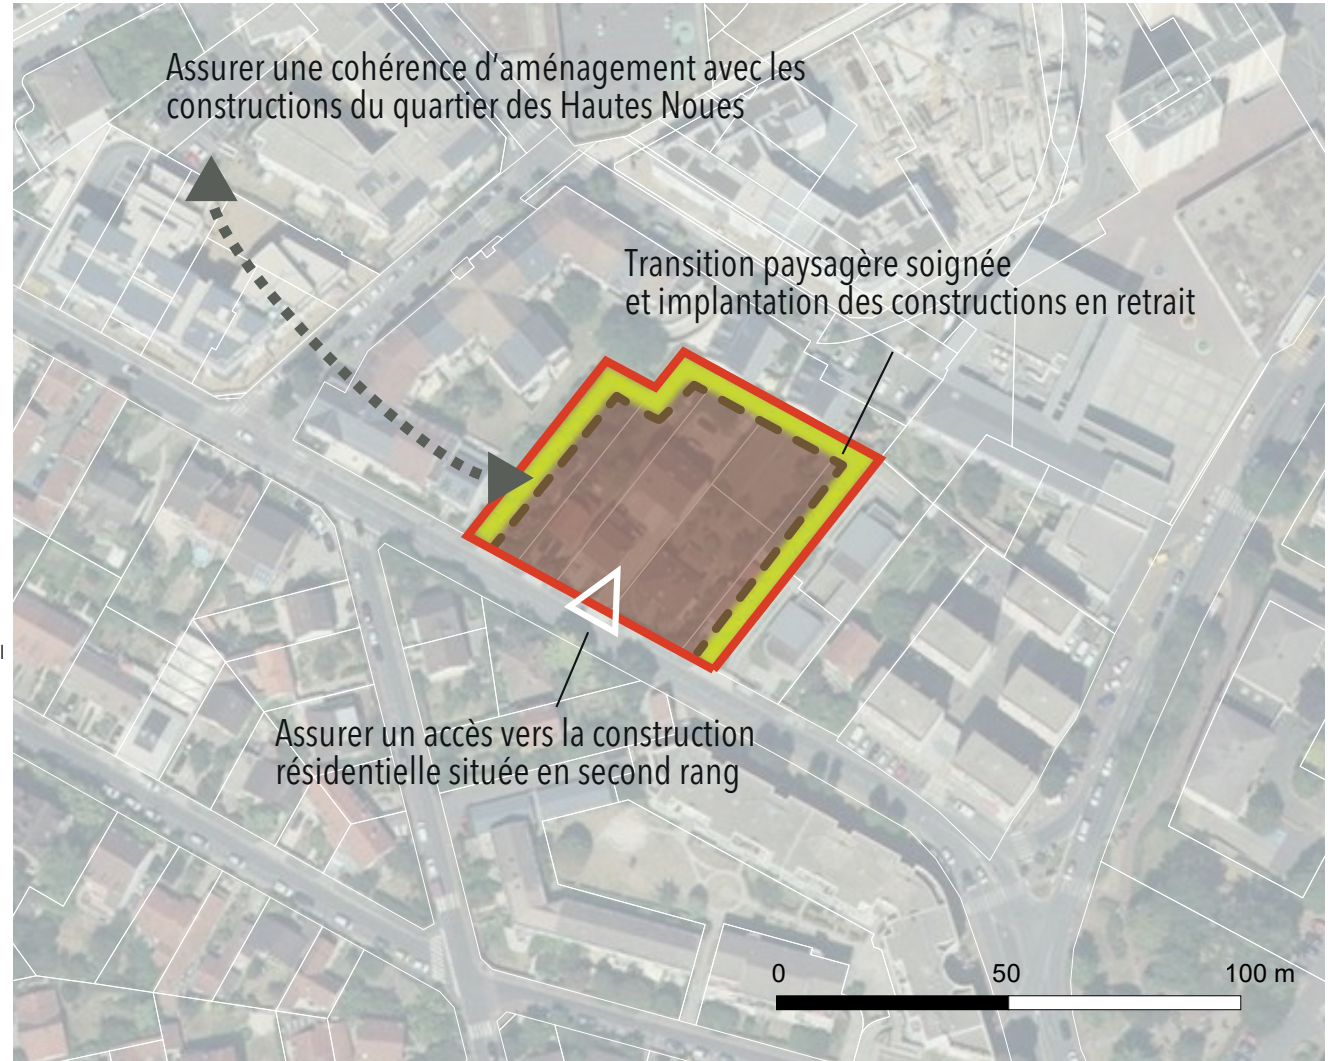 Assurer une cohérence d'aménagement avec les
constructions du quartier des Hautes Noues
Transition paysagère soignée
et implantation des constructions en retrait
Assurer un accès vers la construction
résidentielle située en second rang
0 50 100 m